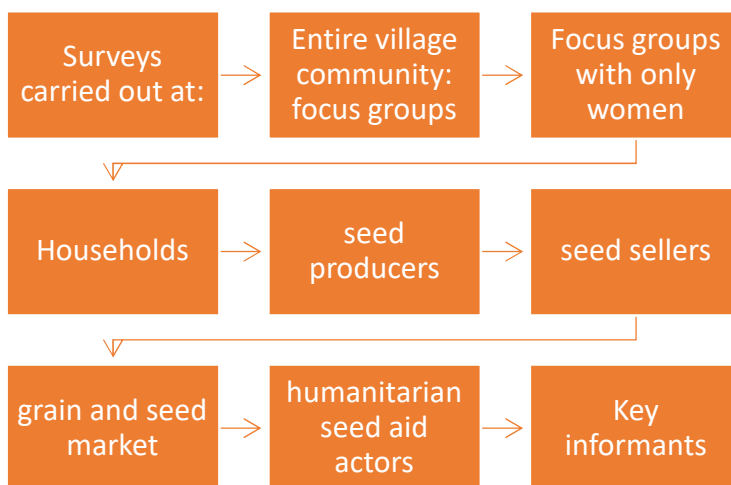 Surveys
carried out at:
Entire village
community:
focus groups
Focus groups
with only
women
Households
seed
producers
seed sellers
grain and seed
market
humanitarian
seed aid
actors
Key
informants